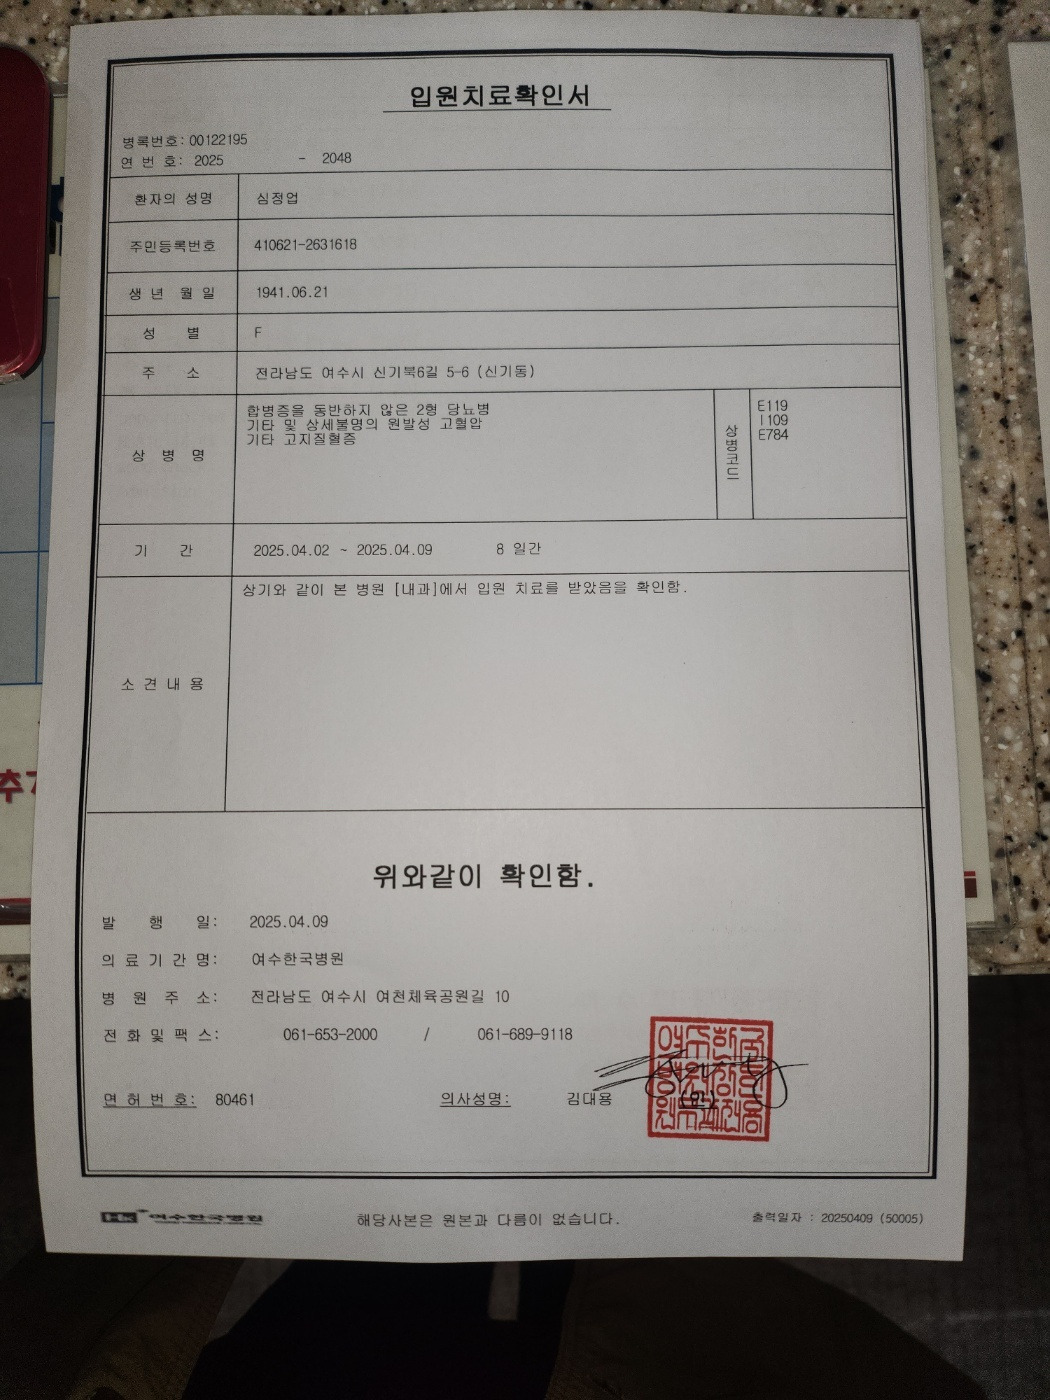 입원치료확인서
병록번호: 00122195
연 번 호: 2025 - 2048
환자의 성명 심정업
주민등록번호 410621-2631618
생 년 월 일 1941.06.21
성 별 F
주 소 전라남도 여수시 신기북6길 5-6 (신기동)
상 병 명
합병증을 동반하지 않은 2형 당뇨병
기타 및 상세불명의 원발성 고혈압
기타 고지질혈증
상병코드
E119
I109
E784
기 간 2025.04.02 ~ 2025.04.09 8 일간
소 견 내 용 상기와 같이 본 병원 [내과]에서 입원 치료를 받았음을 확인함.
위와같이 확인함.
발 행 일: 2025.04.09
의 료 기 간 명: 여수한국병원
병 원 주 소: 전라남도 여수시 여천체육공원길 10
전 화 및 팩 스: 061-653-2000 / 061-689-9118
면 허 번 호: 80461 의사성명: 김대용 (인)
여수한국병원
해당사본은 원본과 다름이 없습니다.
출력일자 : 20250409 (50005)